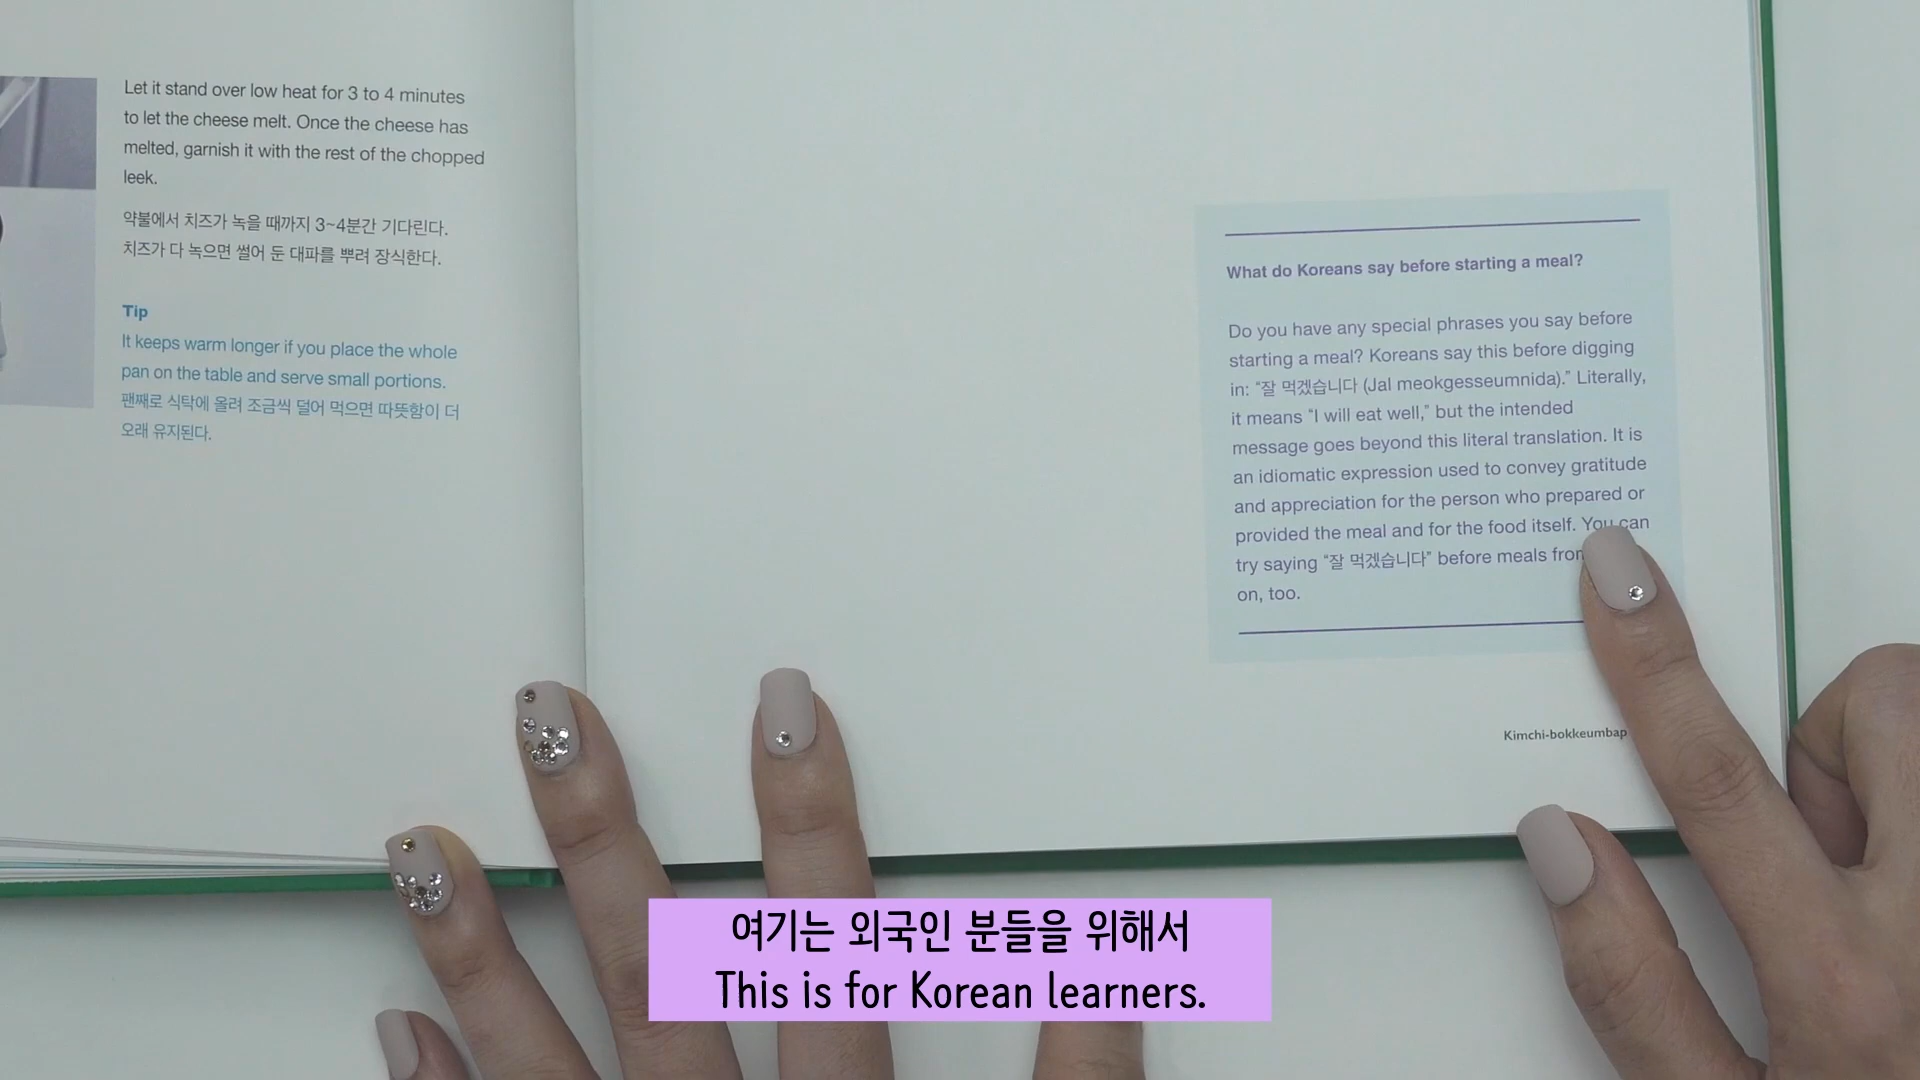 Let it stand over low heat for 3 to 4 minutes
to let the cheese melt. Once the cheese has
melted, garnish it with the rest of the chopped
leek.
약불에서 치즈가 녹을 때까지 3~4분간 기다린다.
치즈가 다 녹으면 썰어 둔 대파를 뿌려 장식한다.
Tip
It keeps warm longer if you place the whole
pan on the table and serve small portions.
팬째로 식탁에 올려 조금씩 덜어 먹으면 따뜻함이 더
오래 유지된다.
What do Koreans say before starting a meal?
Do you have any special phrases you say before
starting a meal? Koreans say this before digging
in: “잘 먹겠습니다 (Jal meokgesseumnida).” Literally,
it means “I will eat well,” but the intended
message goes beyond this literal translation. It is
an idiomatic expression used to convey gratitude
and appreciation for the person who prepared or
provided the meal and for the food itself. You can
try saying “잘 먹겠습니다” before meals
on, too.
Kimchi-bokkeumbap
여기는 외국인 분들을 위해서
This is for Korean learners.